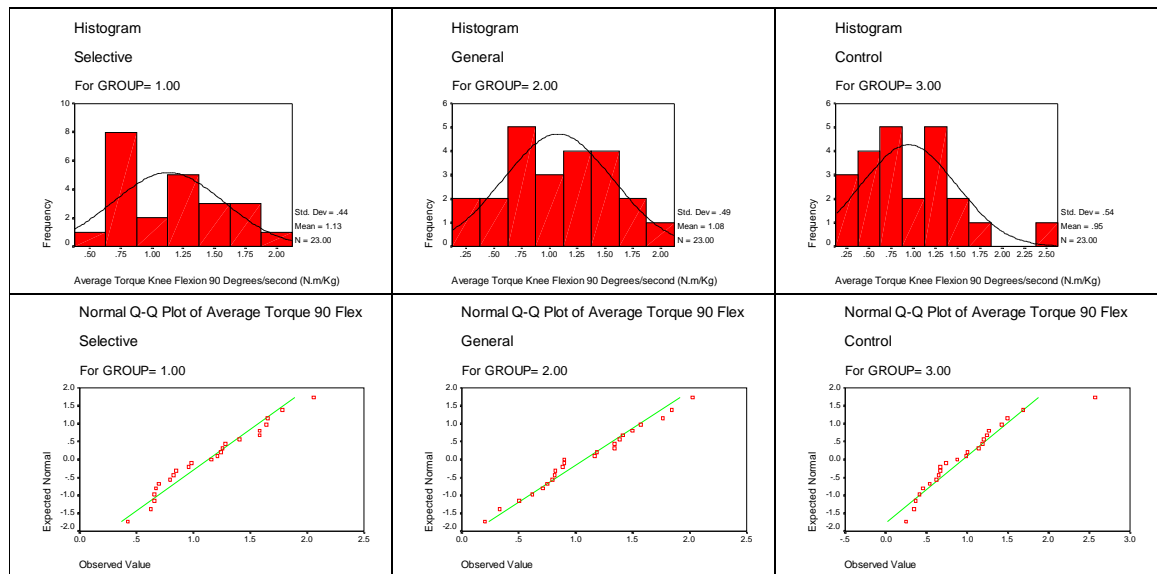 Histogram
Selective
For GROUP= 1.00
10
8
6
4
2
0
Frequency
.50 .75 1.00 1.25 1.50 1.75 2.00
Std. Dev = .44
Mean = 1.13
N = 23.00
Average Torque Knee Flexion 90 Degrees/second (N.m/Kg)
Histogram
General
For GROUP= 2.00
6
5
4
3
2
1
0
Frequency
.25 .50 .75 1.00 1.25 1.50 1.75 2.00
Std. Dev = .49
Mean = 1.08
N = 23.00
Average Torque Knee Flexion 90 Degrees/second (N.m/Kg)
Histogram
Control
For GROUP= 3.00
6
5
4
3
2
1
0
Frequency
.25 .50 .75 1.00 1.25 1.50 1.75 2.00 2.25 2.50
Std. Dev = .54
Mean = .95
N = 23.00
Average Torque Knee Flexion 90 Degrees/second (N.m/Kg)
Normal Q-Q Plot of Average Torque 90 Flex
Selective
For GROUP= 1.00
2.0
1.5
1.0
.5
0.0
-.5
-1.0
-1.5
-2.0
Expected Normal
0.0 .5 1.0 1.5 2.0 2.5
Observed Value
Normal Q-Q Plot of Average Torque 90 Flex
General
For GROUP= 2.00
2.0
1.5
1.0
.5
0.0
-.5
-1.0
-1.5
-2.0
Expected Normal
0.0 .5 1.0 1.5 2.0 2.5
Observed Value
Normal Q-Q Plot of Average Torque 90 Flex
Control
For GROUP= 3.00
2.0
1.5
1.0
.5
0.0
-.5
-1.0
-1.5
-2.0
Expected Normal
-.5 0.0 .5 1.0 1.5 2.0 2.5 3.0
Observed Value